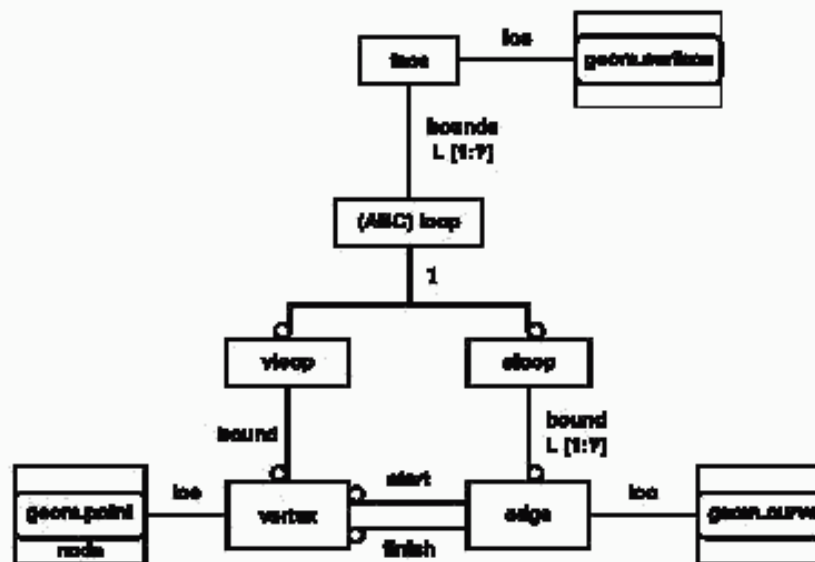 face
loc
geom.surface
bounds
L [1:?]
(ABC) loop
1
vloop
eloop
bound
bound
L [1:?]
loc
start
loc
geom.point
vertex
edge
geom.curve
node
finish